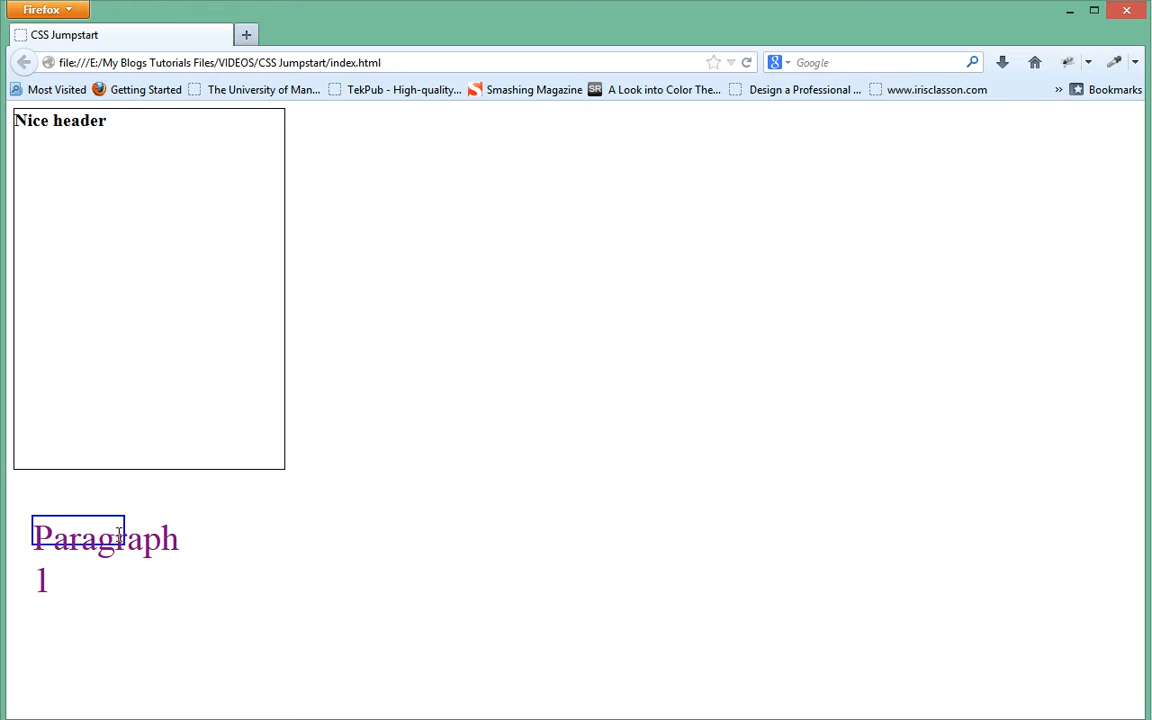 Firefox
CSS Jumpstart
file:///E:/My Blogs Tutorials Files/VIDEOS/CSS Jumpstart/index.html
Google
Most Visited Getting Started The University of Man... TekPub - High-quality... Smashing Magazine SR A Look into Color The... Design a Professional ... www.irisclasson.com » Bookmarks
Nice header
Paragraph
1